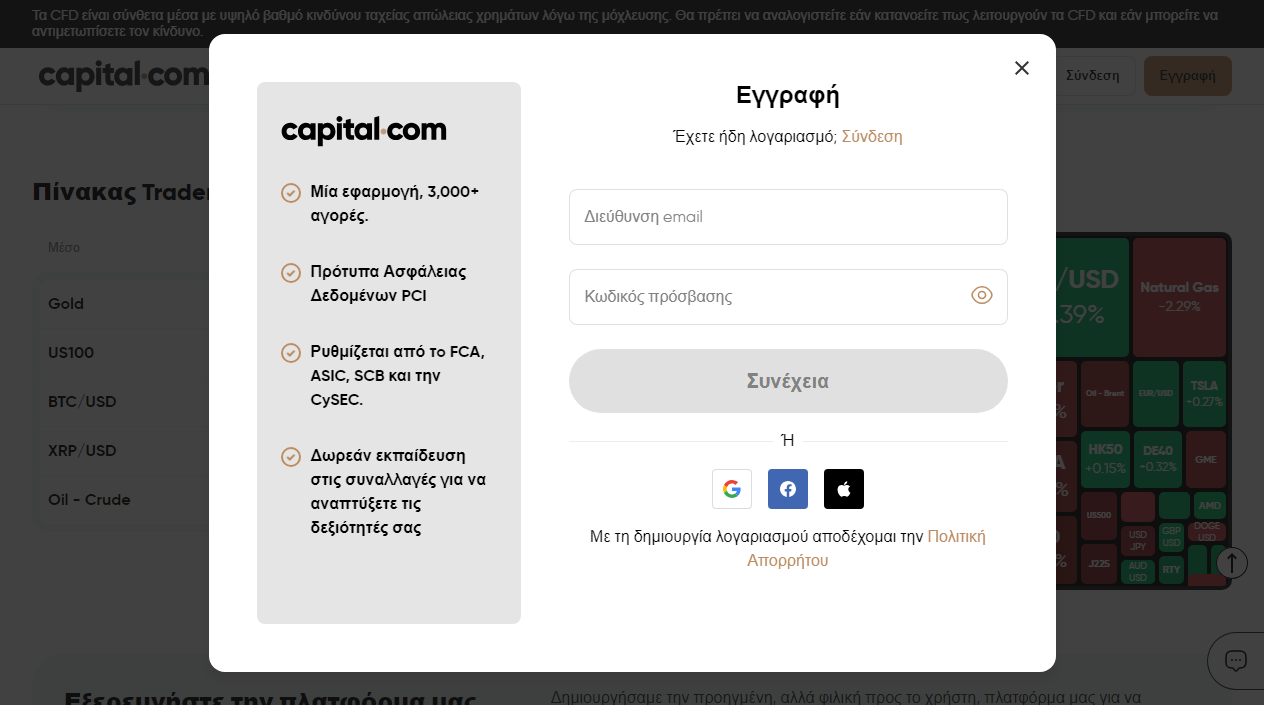 Τα CFD είναι σύνθετα μέσα με υψηλό βαθμό κινδύνου ταχείας απώλειας χρημάτων λόγω της μόχλευσης. Θα πρέπει να αναλογιστείτε εάν κατανοείτε πως λειτουργούν τα CFD και εάν μπορείτε να
αντιμετωπίσετε τον κίνδυνο.
capital.com
Σύνδεση
Εγγραφή
Πίνακας Trader
Μέσο
Gold
US100
BTC/USD
XRP/USD
Oil - Crude
capital.com
Μία εφαρμογή, 3,000+
αγορές.
Πρότυπα Ασφάλειας
Δεδομένων PCI
Ρυθμίζεται από το FCA,
ASIC, SCB και την
CySEC.
Δωρεάν εκπαίδευση
στις συναλλαγές για να
αναπτύξετε τις
δεξιότητές σας
Εγγραφή
Έχετε ήδη λογαριασμό; Σύνδεση
Διεύθυνση email
Κωδικός πρόσβασης
Συνέχεια
Ή
Με τη δημιουργία λογαριασμού αποδέχομαι την Πολιτική
Απορρήτου
/USD
.39%
Natural Gas
-2.29%
Oil - Brent
EUR/USD
TSLA
+0.27%
HK50
+0.15%
DE40
-0.32%
GME
US500
AMD
USD
JPY
GBP
USD
DOGE
USD
J225
AUD
USD
RTY
Εξερευνήστε την πλατφόρμα μας
Δημιουργήσαμε την προηγμένη, αλλά φιλική προς το χρήστη, πλατφόρμα μας για να